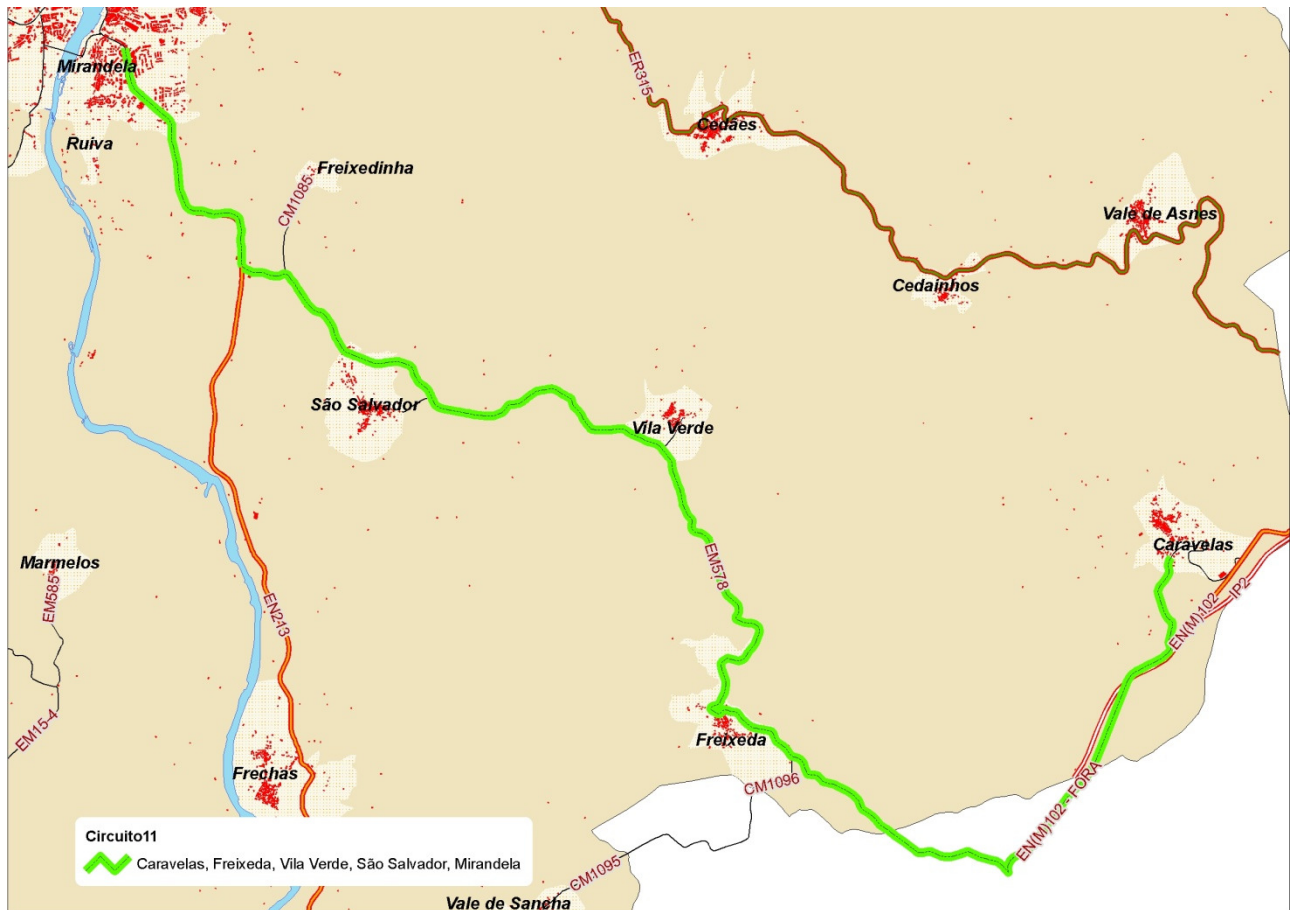 Mirandela
ER315
Cedães
Ruiva
Freixedinha
CM1085
Vale de Asnes
Cedainhos
São Salvador
Vila Verde
Caravelas
Marmelos
EM585
EN243
EM578
EN(M)102
IP2
EM15-4
Freixeda
Frechas
CM1096
EN(M)102 - FORA
Circuito11
Caravelas, Freixeda, Vila Verde, São Salvador, Mirandela
CM1095
Vale de Sancha